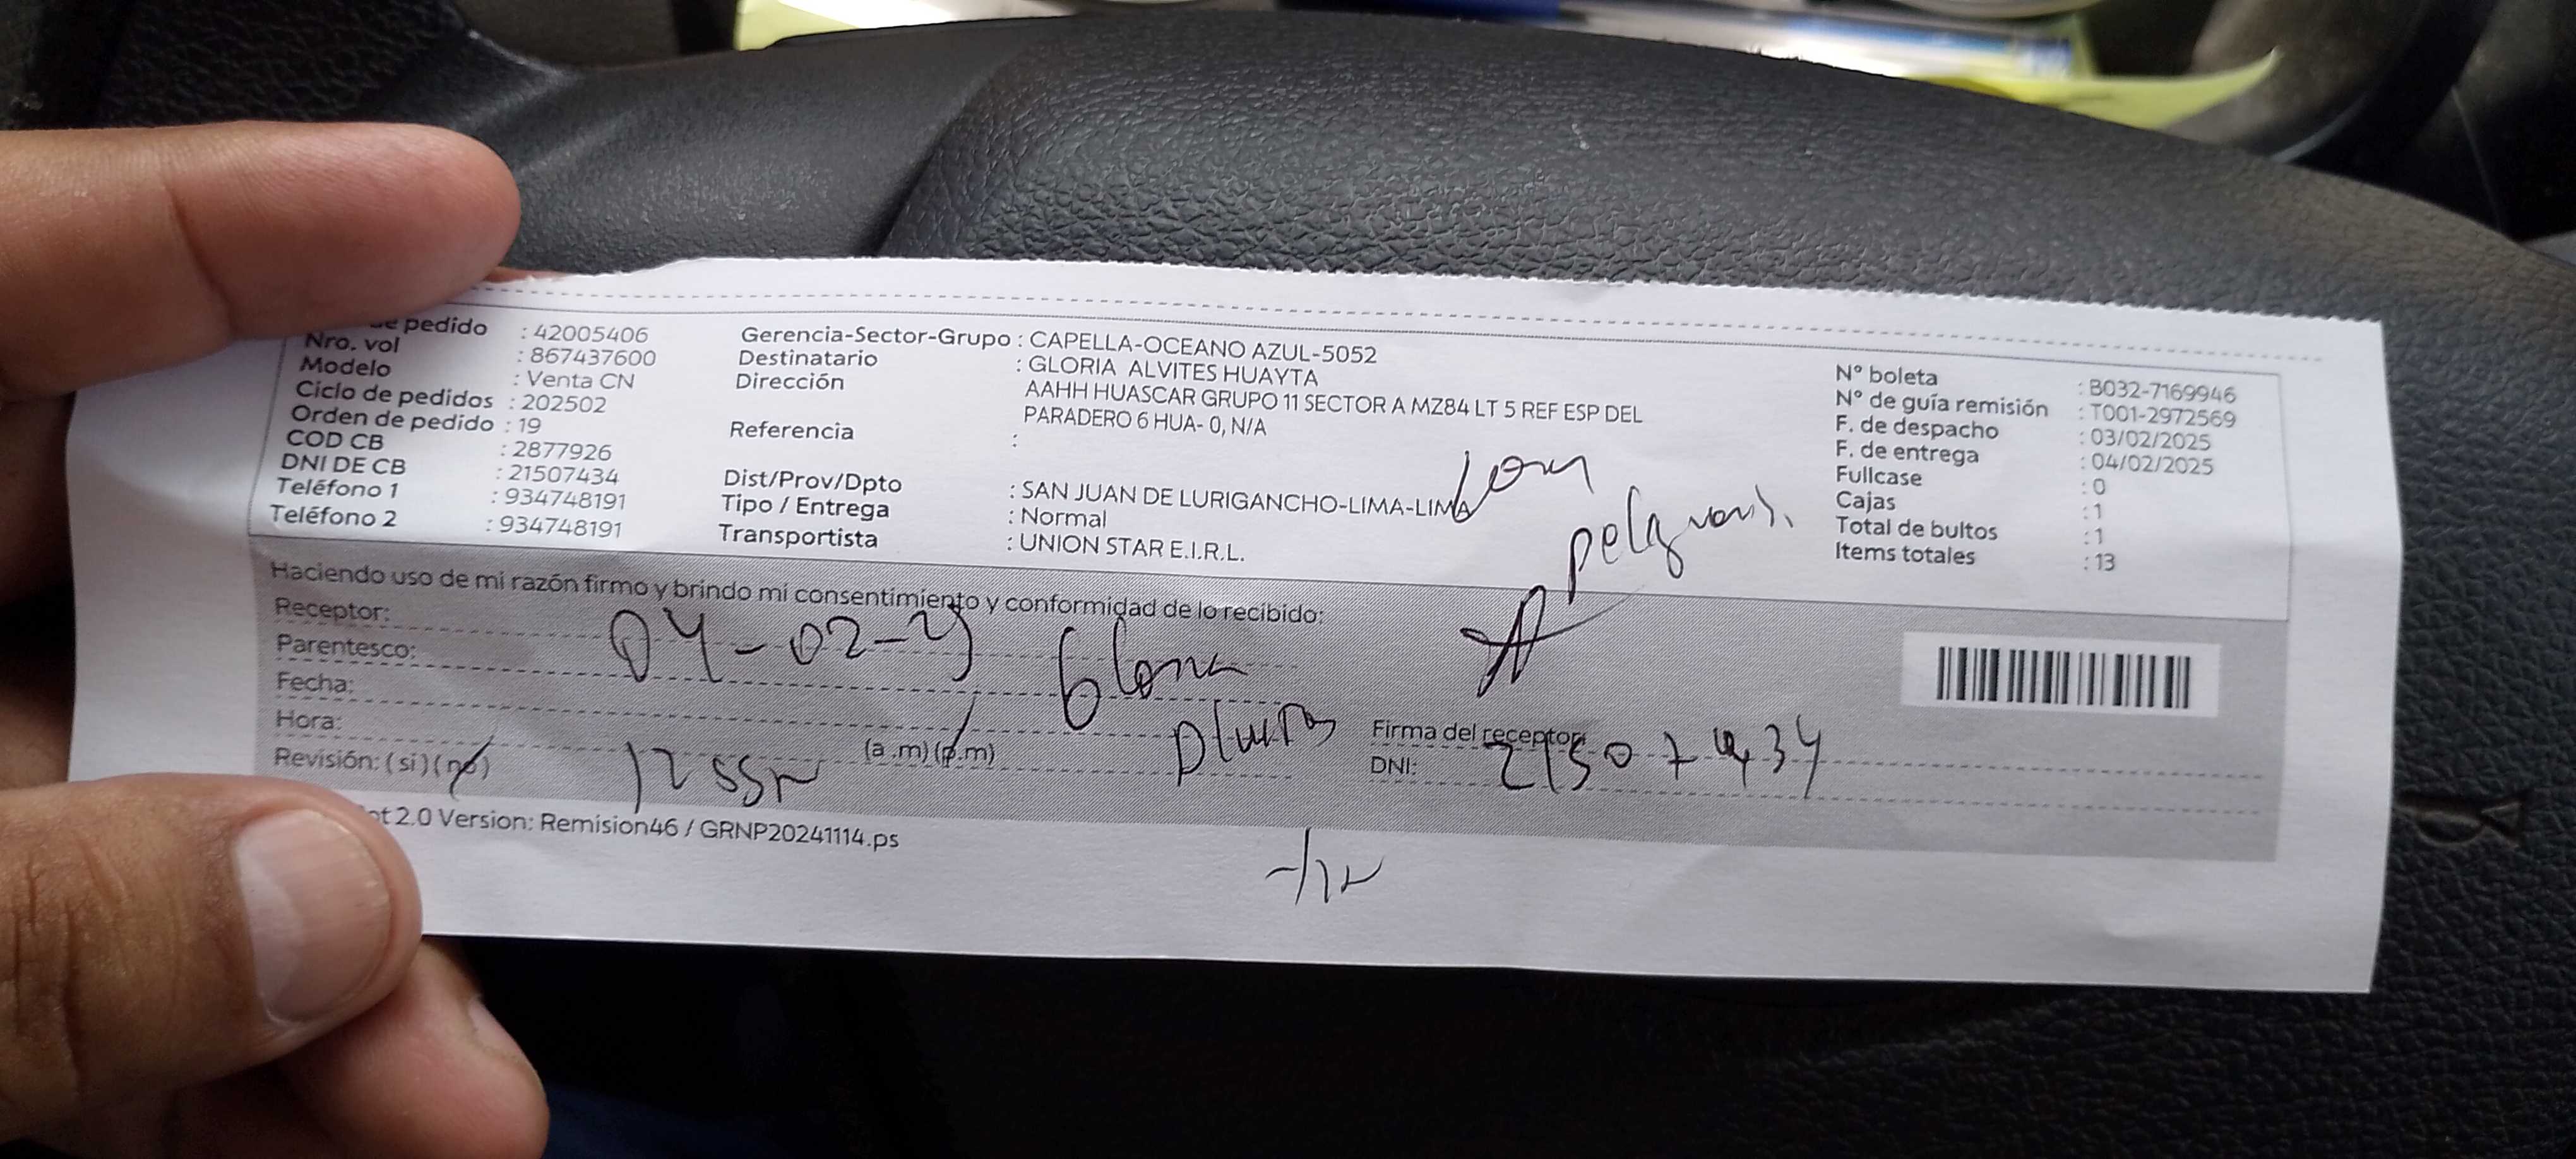 de pedido : 42005406
Nro. vol : 867437600
Modelo : Venta CN
Ciclo de pedidos : 202502
Orden de pedido : 19
COD CB : 2877926
DNI DE CB : 21507434
Teléfono 1 : 934748191
Teléfono 2 : 934748191
Gerencia-Sector-Grupo : CAPELLA-OCEANO AZUL-5052
Destinatario : GLORIA ALVITES HUAYTA
Dirección AAHH HUASCAR GRUPO 11 SECTOR A MZ84 LT 5 REF ESP DEL
PARADERO 6 HUA- 0, N/A
Referencia :
Dist/Prov/Dpto : SAN JUAN DE LURIGANCHO-LIMA-LIMA
Tipo / Entrega : Normal
Transportista : UNION STAR E.I.R.L.
N° boleta : B032-7169946
N° de guía remisión : T001-2972569
F. de despacho : 03/02/2025
F. de entrega : 04/02/2025
Fullcase : 0
Cajas : 1
Total de bultos : 1
Items totales : 13
Haciendo uso de mi razón firmo y brindo mi consentimiento y conformidad de lo recibido:
Receptor:
Parentesco: 04-02-25
Fecha:
Hora: (a.m) (p.m)
Revisión: (si) (no)
Firma del receptor:
DNI: 21507434
2.0 Version: Remision46 / GRNP20241114.ps